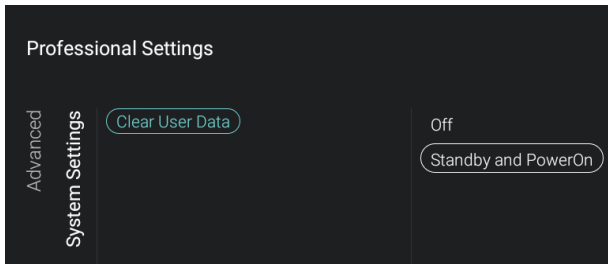 Professional Settings
Advanced
System Settings
Clear User Data
Off
Standby and PowerOn